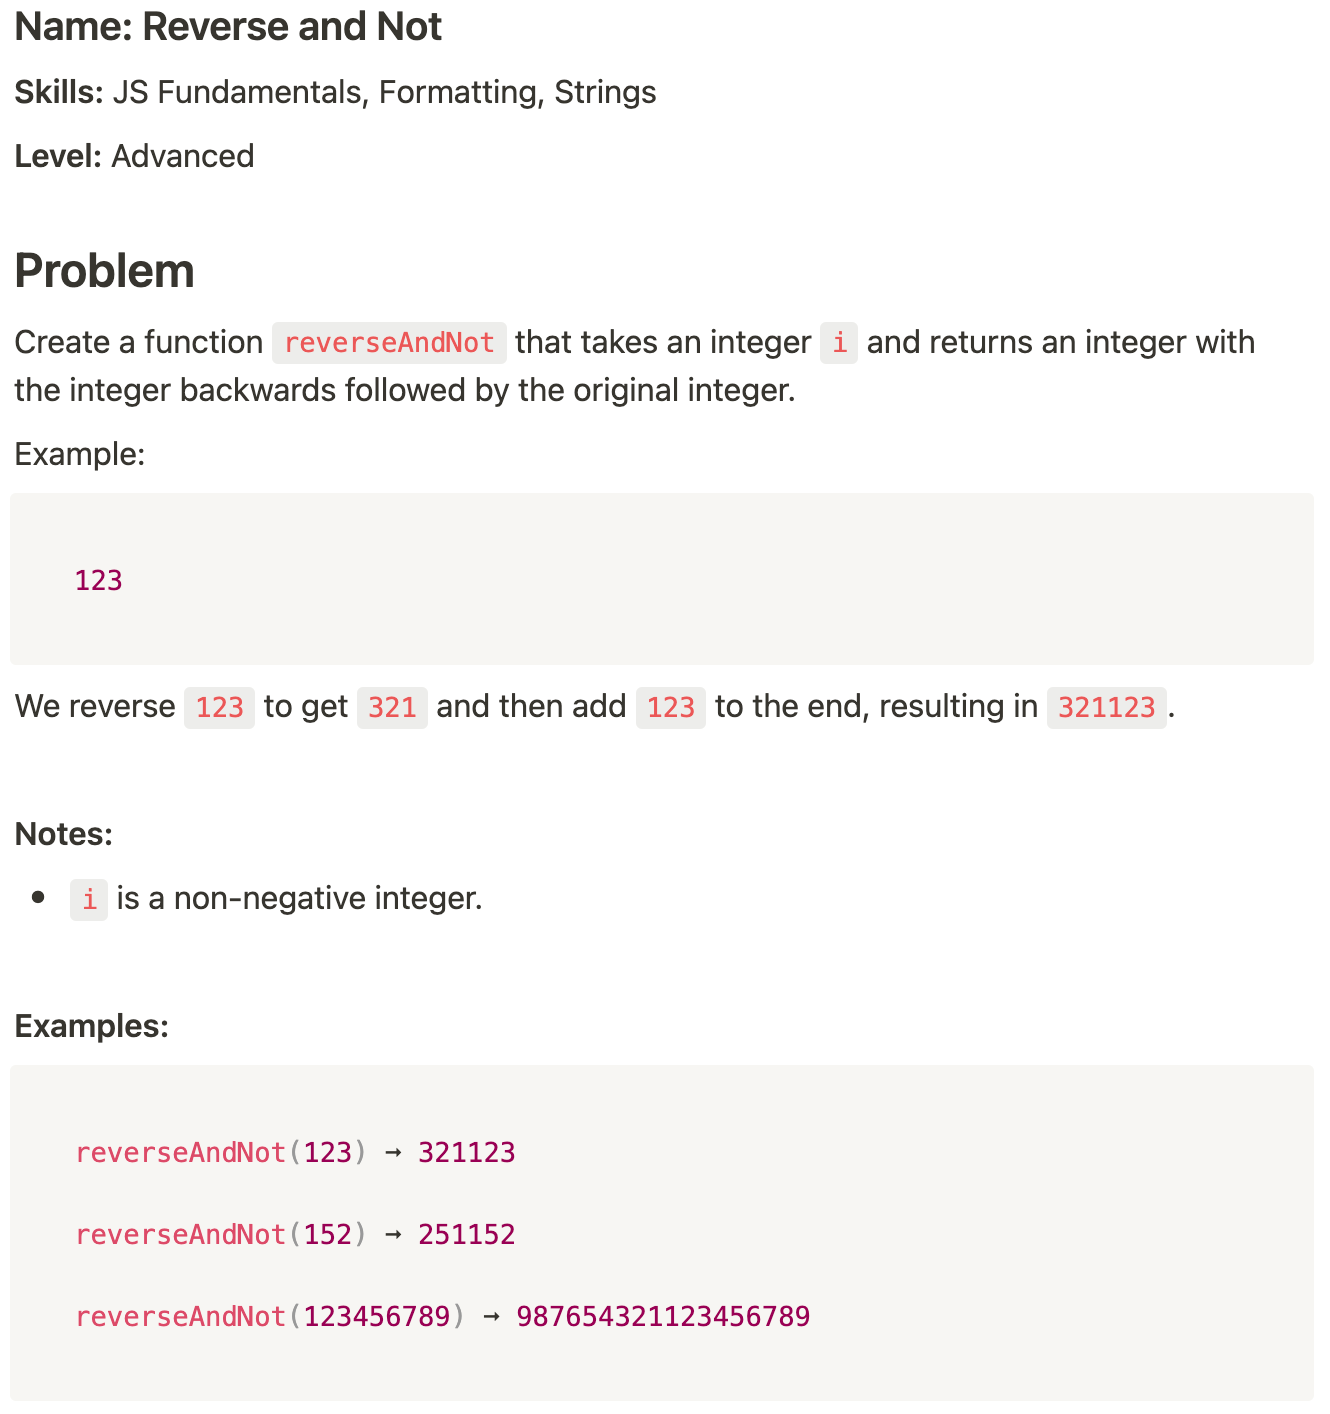 Name: Reverse and Not
Skills: JS Fundamentals, Formatting, Strings
Level: Advanced
Problem
Create a function reverseAndNot that takes an integer i and returns an integer with
the integer backwards followed by the original integer.
Example:
123
We reverse 123 to get 321 and then add 123 to the end, resulting in 321123.
Notes:
• i is a non-negative integer.
Examples:
reverseAndNot(123) → 321123
reverseAndNot(152) → 251152
reverseAndNot(123456789) → 987654321123456789